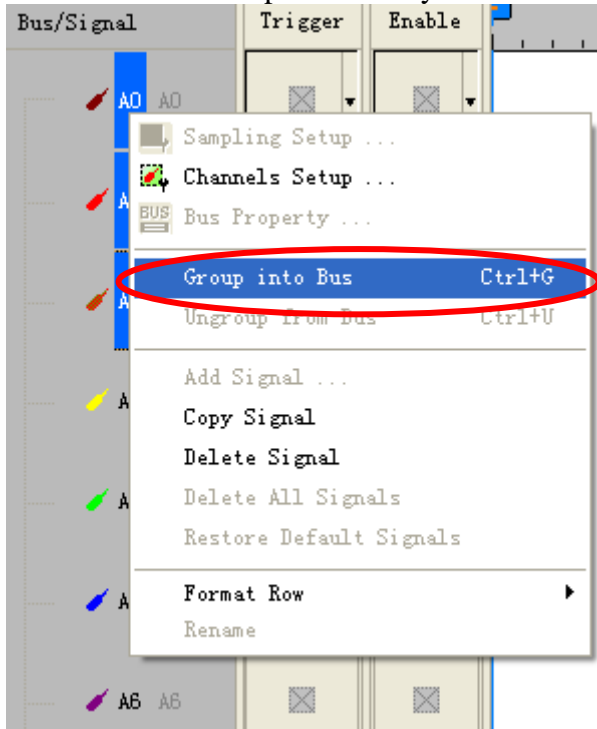 Bus/Signal Trigger Enable
A0 A0
Sampling Setup ...
Channels Setup ...
A
BUS Bus Property ...
Group into Bus Ctrl+G
A
Ungroup from Bus Ctrl+U
Add Signal ...
A
Copy Signal
Delete Signal
A Delete All Signals
Restore Default Signals
A Format Row
Rename
A6 A6